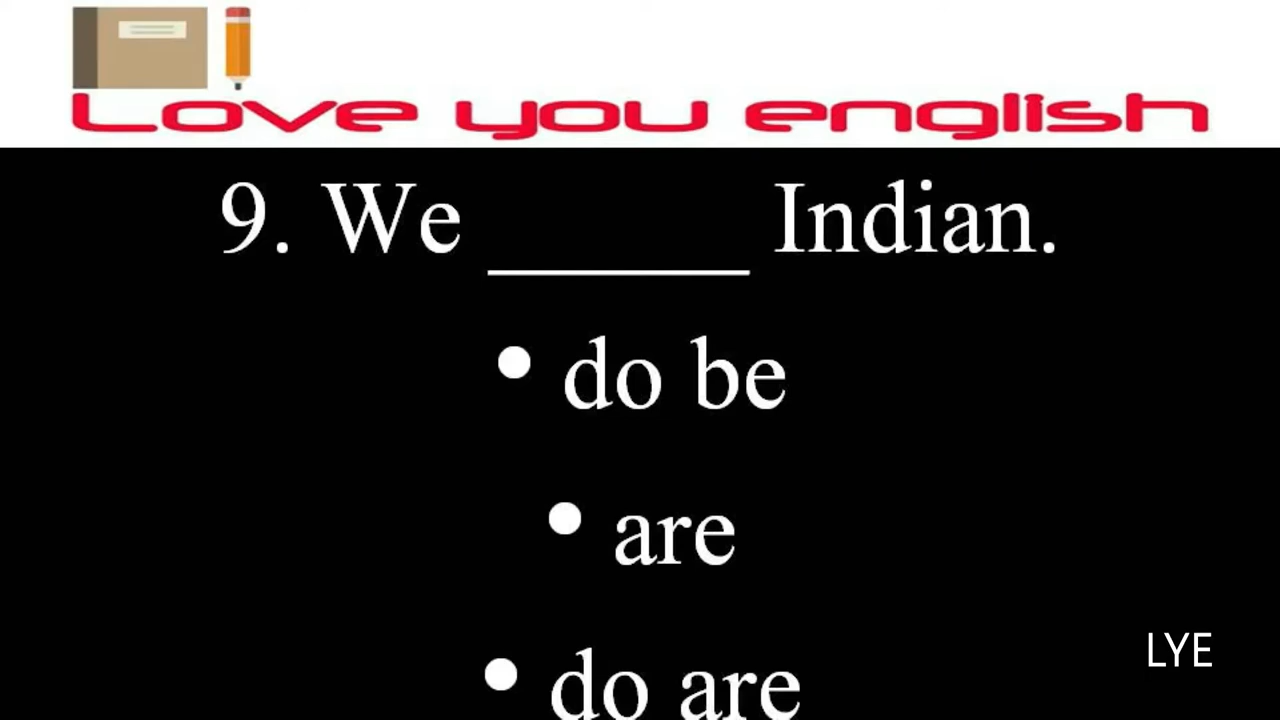 Love you english
9. We ______ Indian.
• do be
• are
• do are
LYE